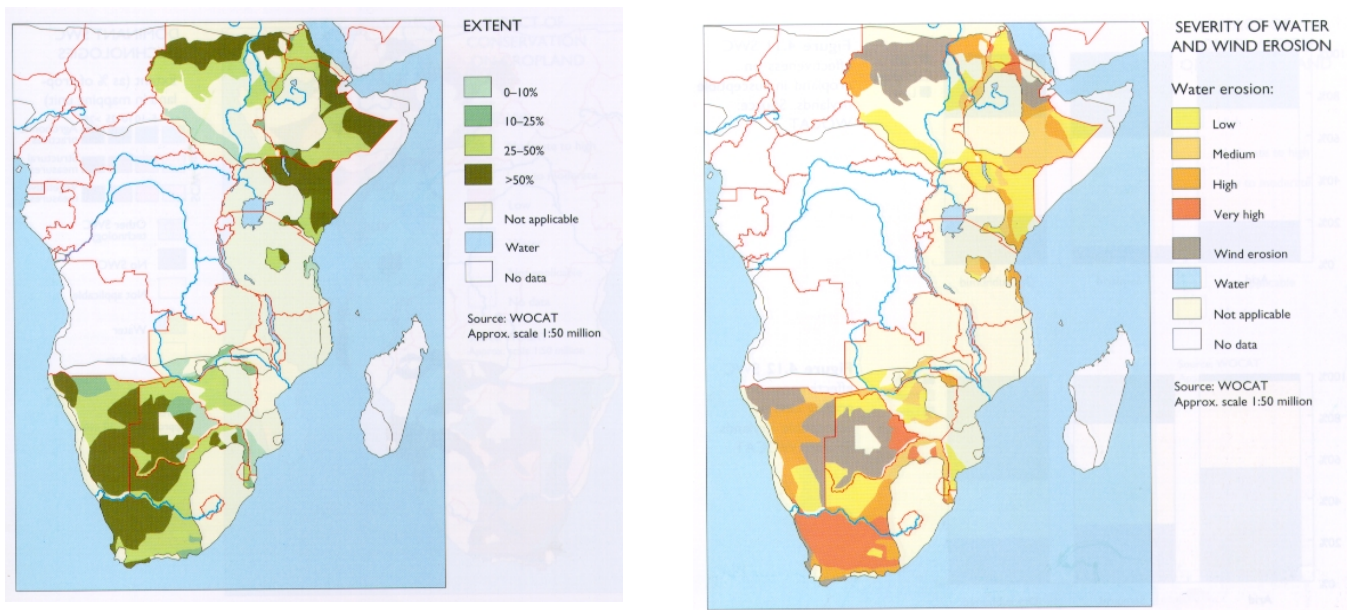 EXTENT
0–10%
10–25%
25–50%
>50%
Not applicable
Water
No data
Source: WOCAT
Approx. scale 1:50 million
SEVERITY OF WATER
AND WIND EROSION
Water erosion:
Low
Medium
High
Very high
Wind erosion
Water
Not applicable
No data
Source: WOCAT
Approx. scale 1:50 million